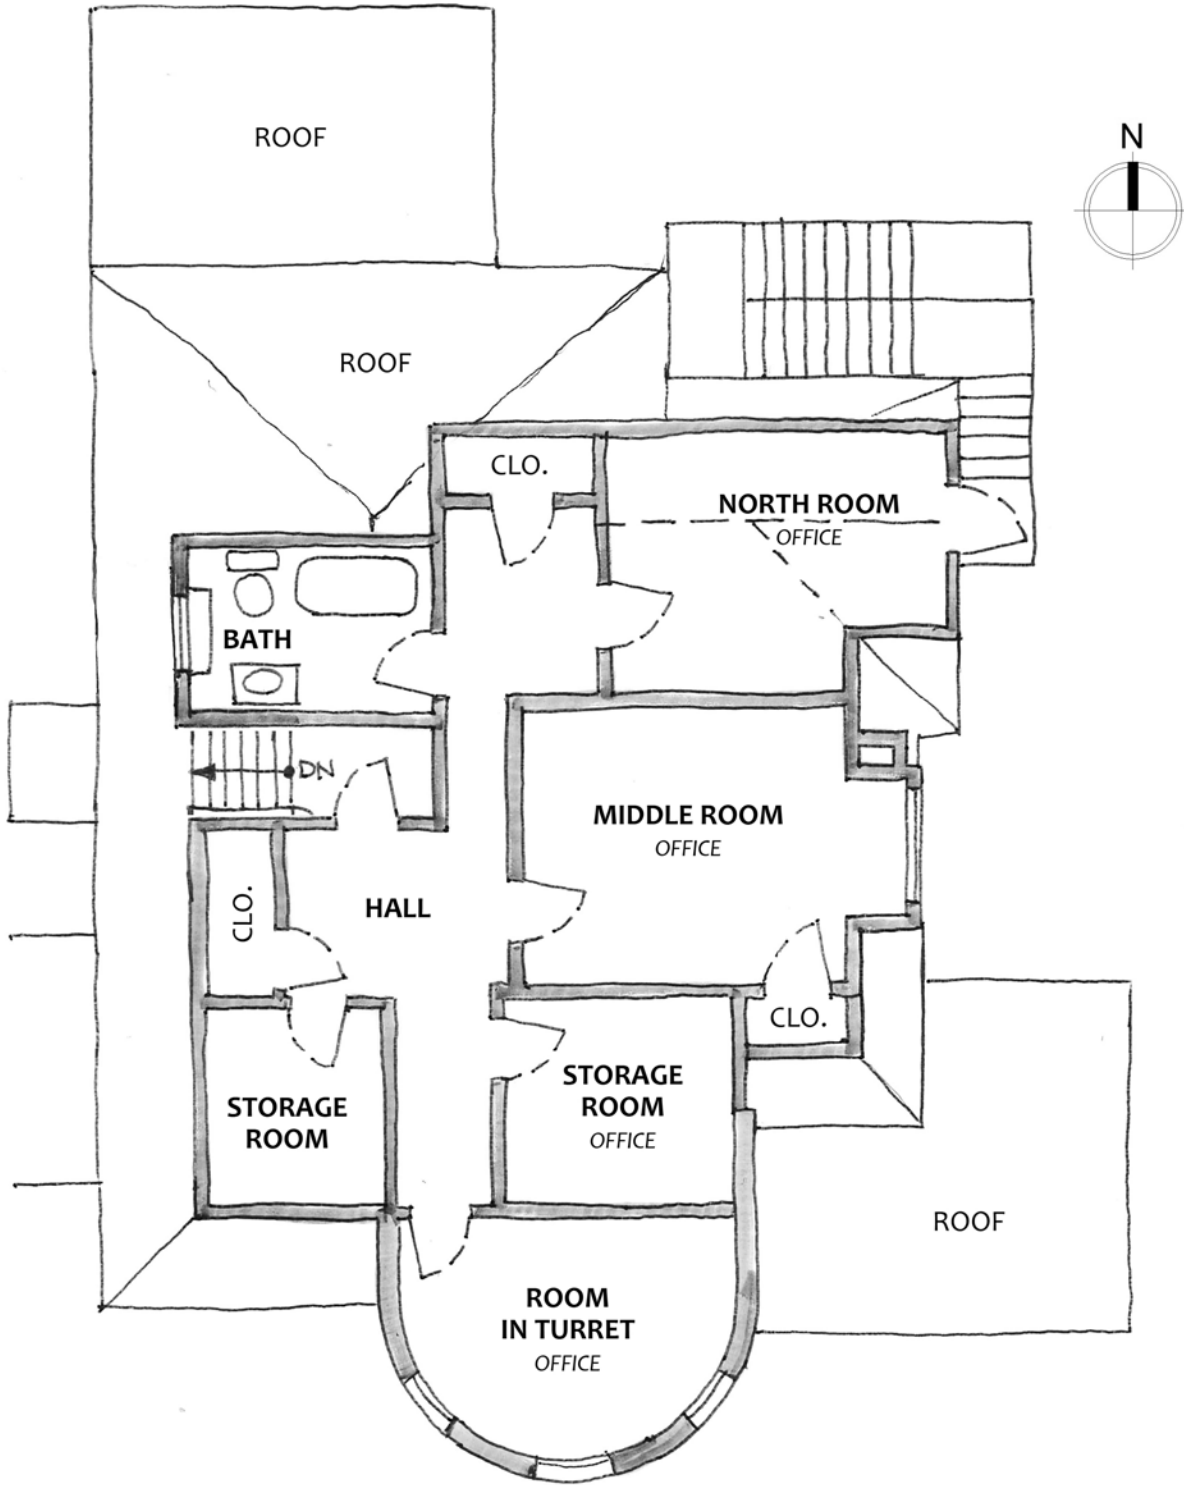 ROOF
N
ROOF
CLO.
NORTH ROOM
OFFICE
BATH
DN
MIDDLE ROOM
OFFICE
CLO.
HALL
CLO.
STORAGE
ROOM
OFFICE
STORAGE
ROOM
ROOF
ROOM
IN TURRET
OFFICE